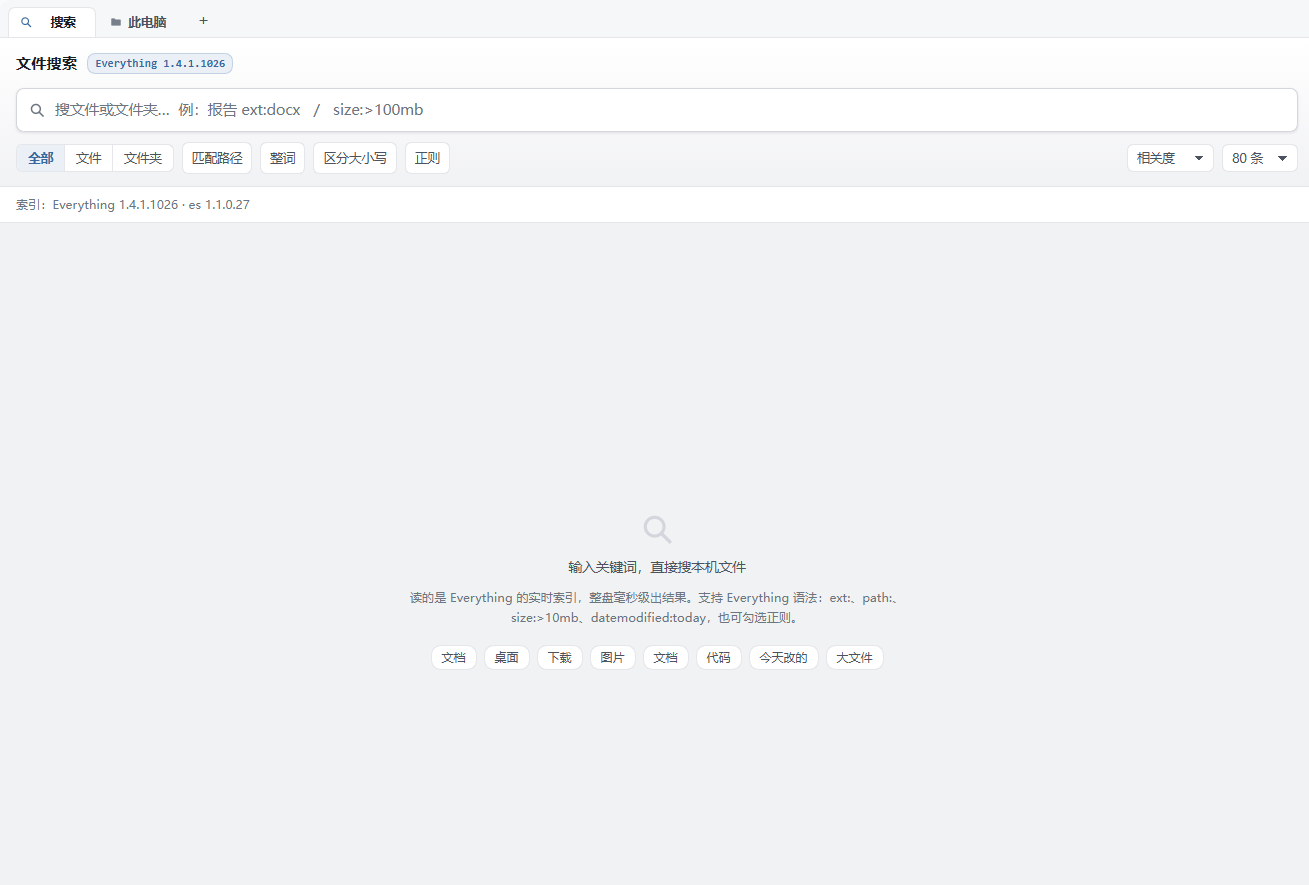 搜索 此电脑 +
文件搜索 Everything 1.4.1.1026
搜文件或文件夹... 例：报告 ext:docx / size:>100mb
全部 文件 文件夹 匹配路径 整词 区分大小写 正则 相关度 80 条
索引：Everything 1.4.1.1026 · es 1.1.0.27
输入关键词，直接搜本机文件
读的是 Everything 的实时索引，整盘毫秒级出结果。支持 Everything 语法：ext:、path:、
size:>10mb、datemodified:today，也可勾选正则。
文档 桌面 下载 图片 文档 代码 今天改的 大文件